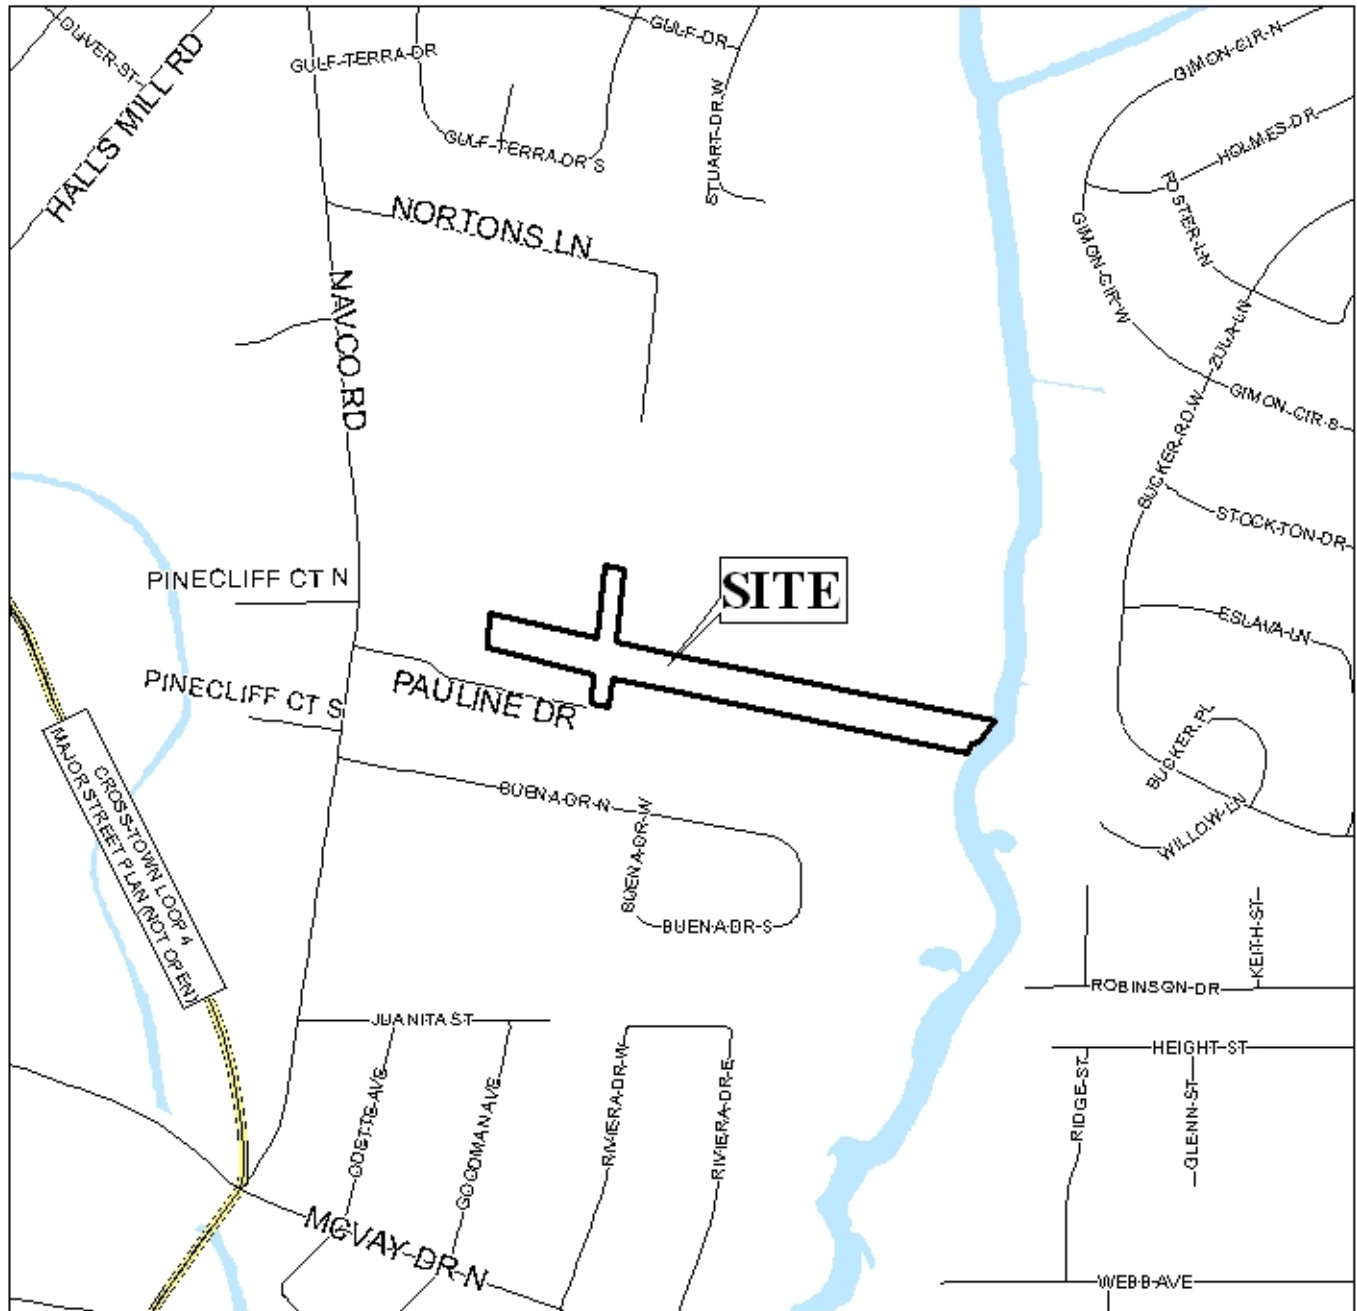 DUVER-ST
GULF-TERRA-DR
GULF-DR
GIMON-CIR-N
HALLS MILL RD
GULF-TERRA-DR S
STUART-DR.W
HOLMES-DR
FOSTER-LN
NORTONS LN
GIMON-CIR-W
NAVCO RD
ZULA-LN
GIMON-CIR-S
BUCKER-RD-W
STOCKTON-DR
PINECLIFF CT N
SITE
ESLAVA-LN
PINECLIFF CT S
PAULINE DR
BUCKER PL
CROSS-TOWN LOOP 4
MAJOR STREET PLAN (NOT OPEN)
BUENA-DR-N
BUENA-DR-W
WILLOW-LN
BUENA-DR-S
KEITH-ST
ROBINSON-DR
JUANITA ST
HEIGHT-ST
ODETTE-AVE
GOODMAN AVE
RIVIERA-DR-W
RIVIERA-DR-E
RIDGE-ST
GLENN-ST
MCVAY-DR-N
WEBB-AVE